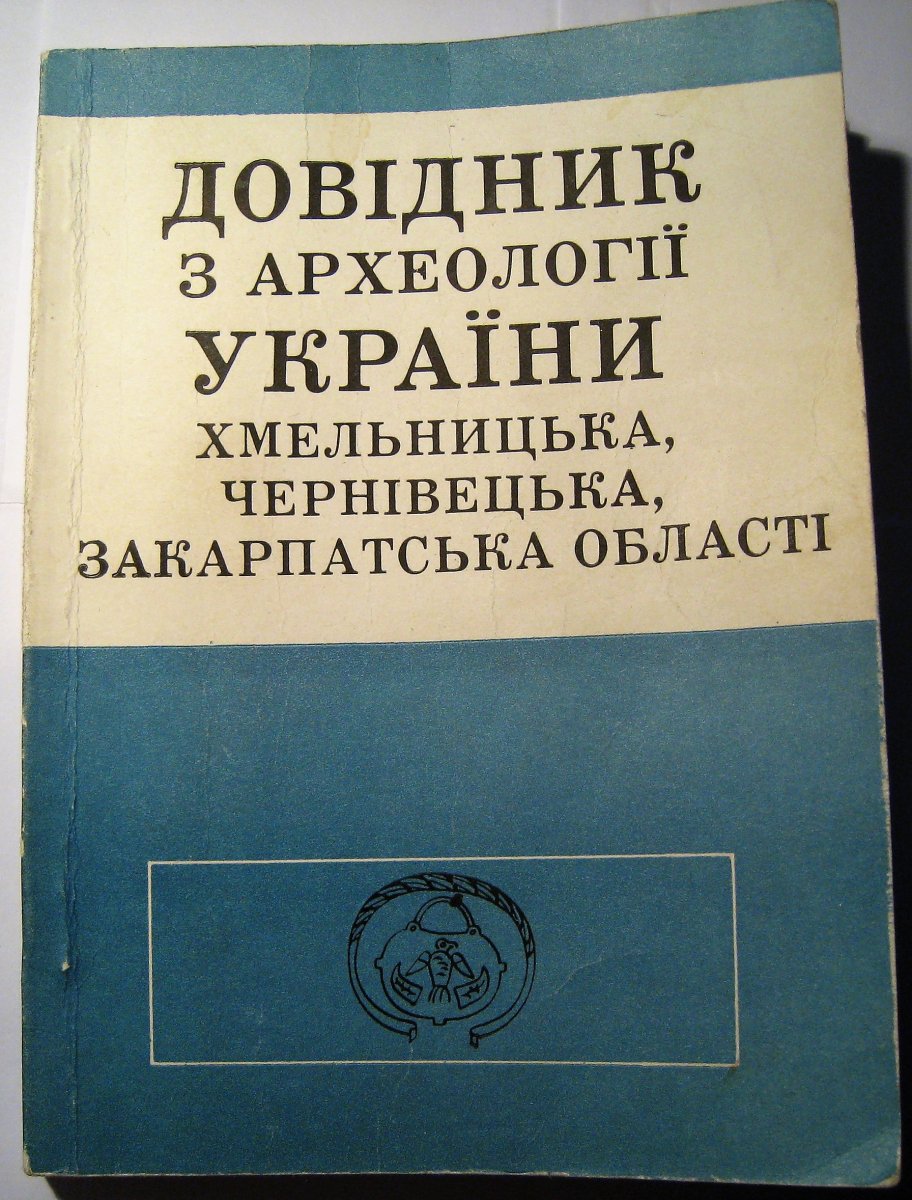 ДОВІДНИК
З АРХЕОЛОГІЇ
УКРАЇНИ
ХМЕЛЬНИЦЬКА,
ЧЕРНІВЕЦЬКА,
ЗАКАРПАТСЬКА ОБЛАСТІ